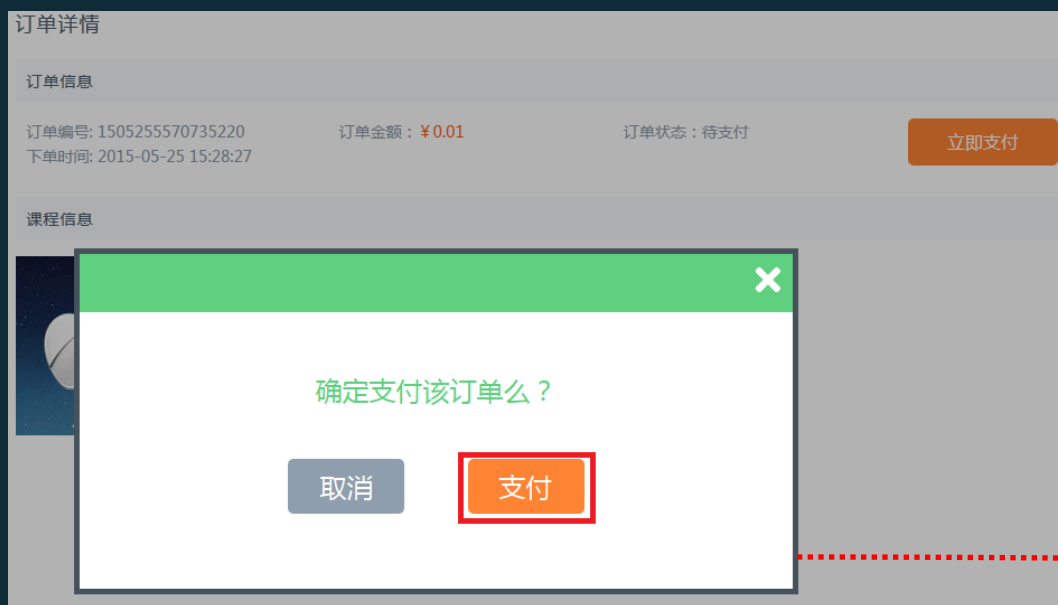 订单详情
订单信息
订单编号: 1505255570735220 订单金额：¥0.01 订单状态：待支付 立即支付
下单时间: 2015-05-25 15:28:27
课程信息
确定支付该订单么？
取消 支付